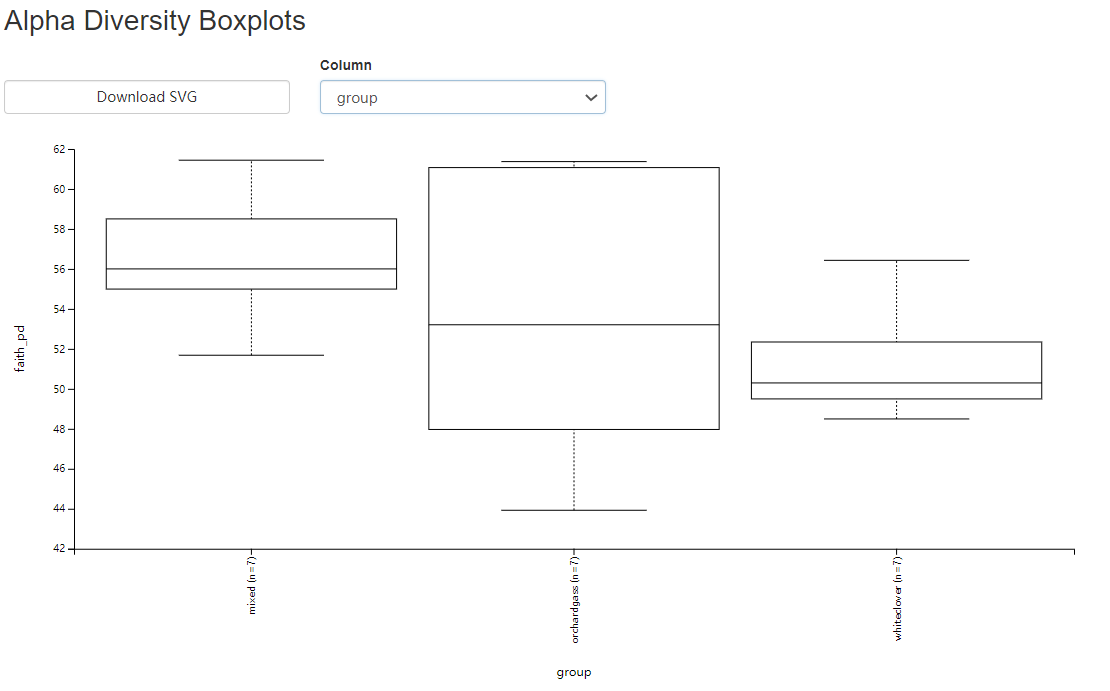 Alpha Diversity Boxplots
Column
Download SVG
group
62
60
58
56
54
52
50
48
46
44
42
faith_pd
mixed (n=7)
orchardgass (n=7)
whiteclover (n=7)
group